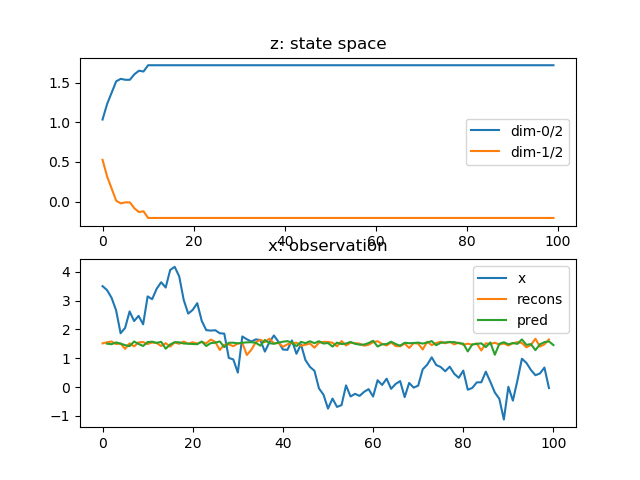 z: state space
1.5
1.0
0.5
0.0
dim-0/2
dim-1/2
0 20 40 60 80 100
x: observation
4
3
2
1
0
−1
x
recons
pred
0 20 40 60 80 100